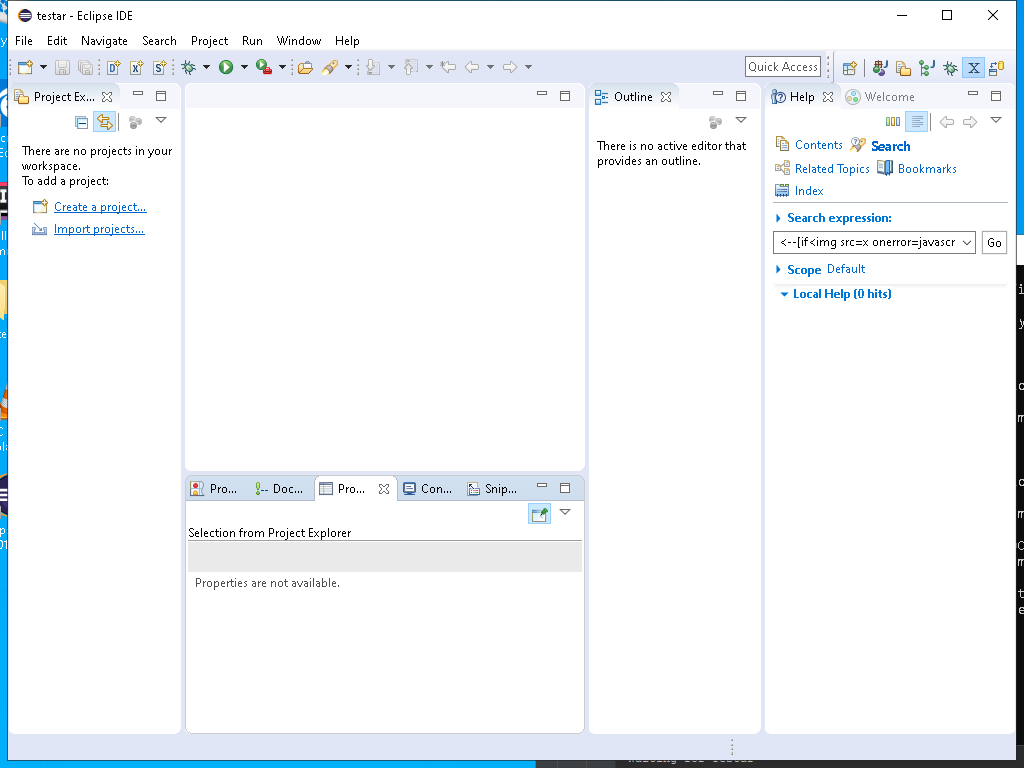 testar - Eclipse IDE
File Edit Navigate Search Project Run Window Help
Quick Access
Project Ex...
Outline
Help
Welcome
There are no projects in your
workspace.
To add a project:
Create a project...
Import projects...
There is no active editor that
provides an outline.
Contents
Search
Related Topics
Bookmarks
Index
Search expression:
<--[if<img src=x onerror=javascr
Go
Scope Default
Local Help (0 hits)
Pro...
Doc...
Pro...
Con...
Snip...
Selection from Project Explorer
Properties are not available.